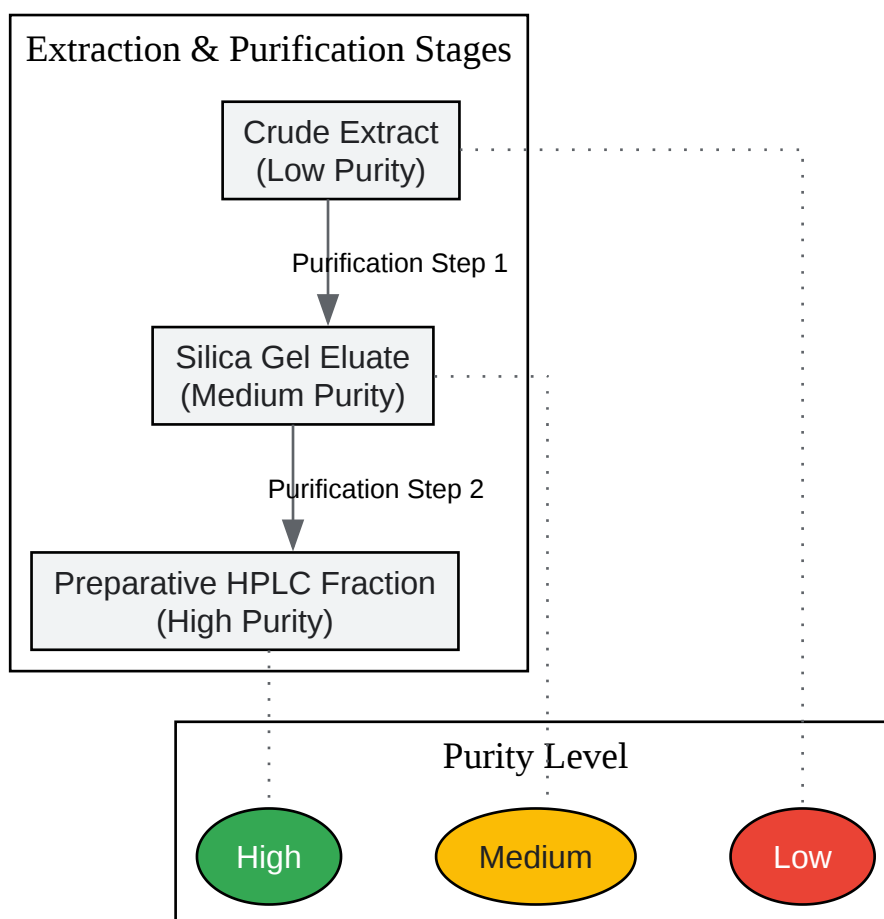 Extraction & Purification Stages
Crude Extract
(Low Purity)
Purification Step 1
Silica Gel Eluate
(Medium Purity)
Purification Step 2
Preparative HPLC Fraction
(High Purity)
Purity Level
High
Medium
Low